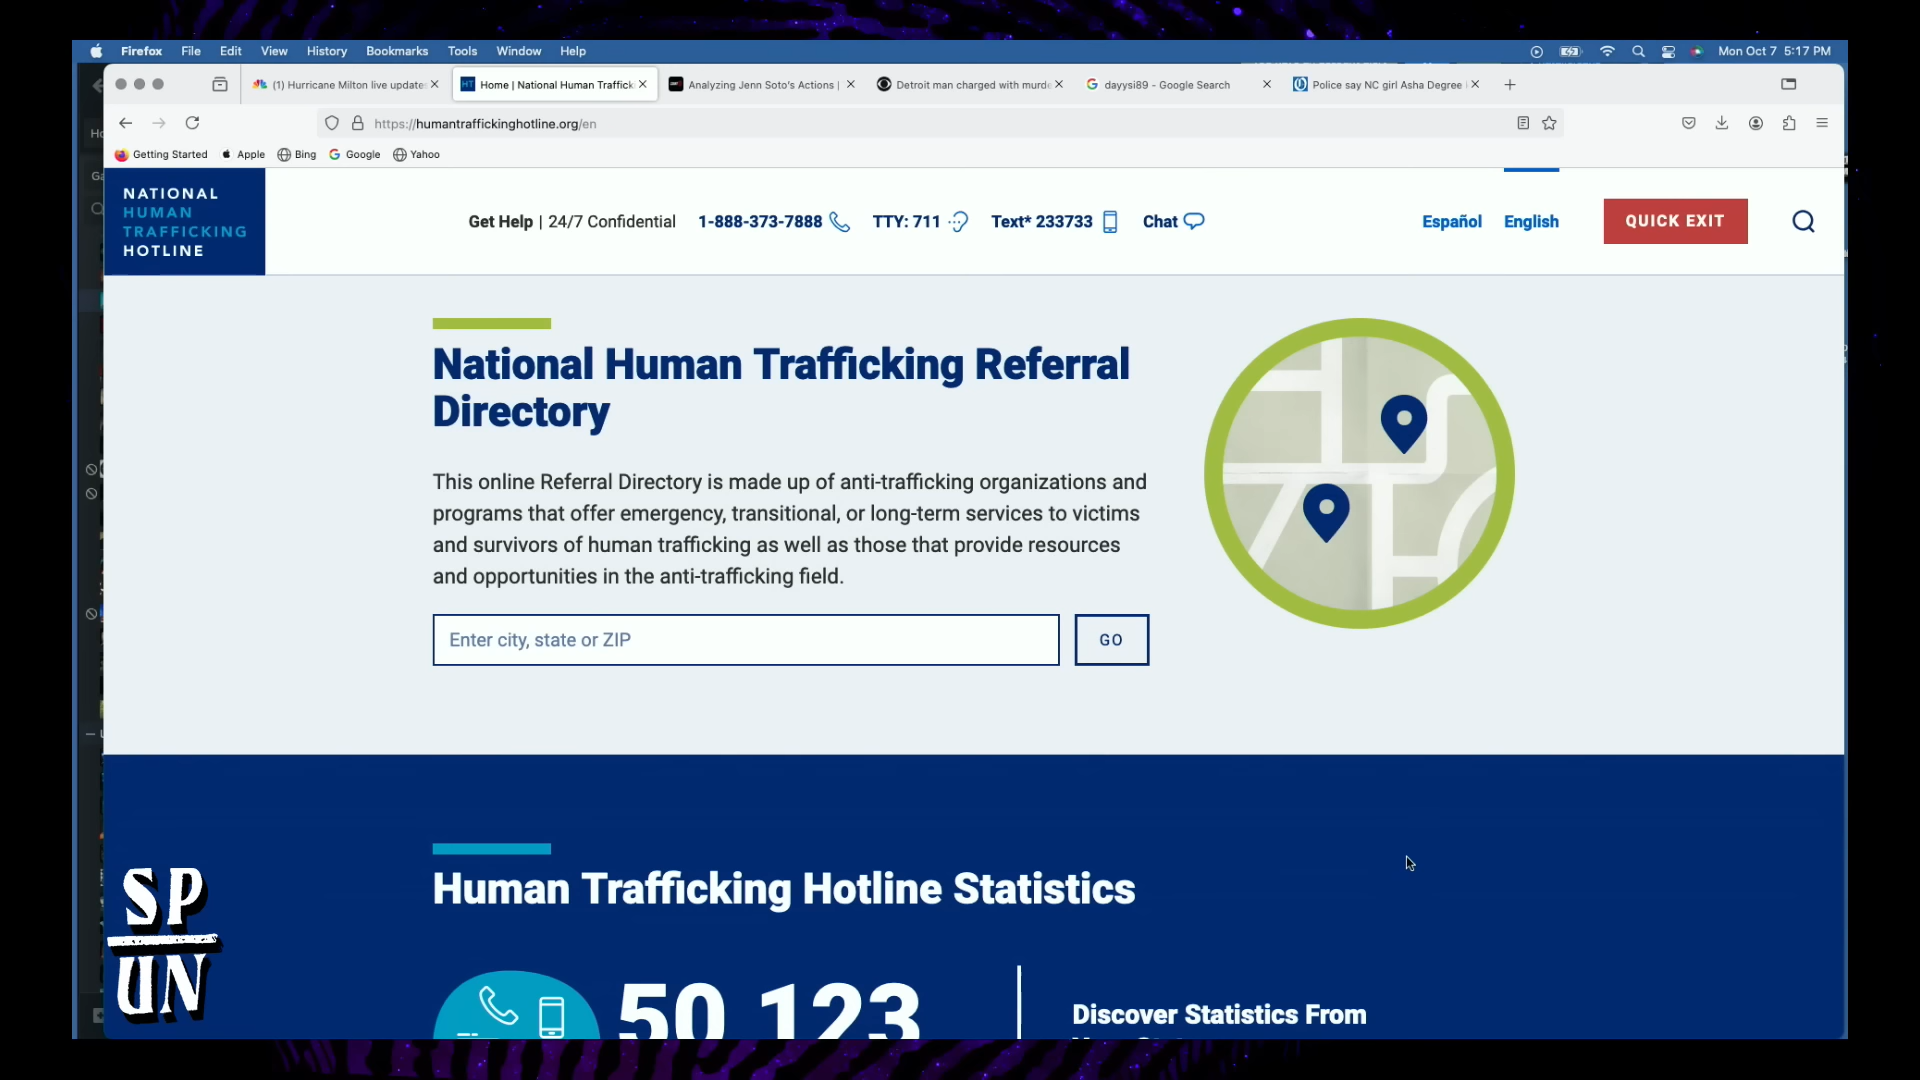 Firefox File Edit View History Bookmarks Tools Window Help
Mon Oct 7 5:17 PM
(1) Hurricane Milton live update
Home | National Human Traffick
Analyzing Jenn Soto's Actions |
Detroit man charged with murd
dayysi89 - Google Search
Police say NC girl Asha Degree
https://humantraffickinghotline.org/en
Getting Started Apple Bing Google Yahoo
NATIONAL
HUMAN
TRAFFICKING
HOTLINE
Get Help | 24/7 Confidential 1-888-373-7888 TTY: 711 Text* 233733 Chat
Español English QUICK EXIT
National Human Trafficking Referral
Directory
This online Referral Directory is made up of anti-trafficking organizations and
programs that offer emergency, transitional, or long-term services to victims
and survivors of human trafficking as well as those that provide resources
and opportunities in the anti-trafficking field.
Enter city, state or ZIP GO
Human Trafficking Hotline Statistics
50,123
Discover Statistics From
SP
UN